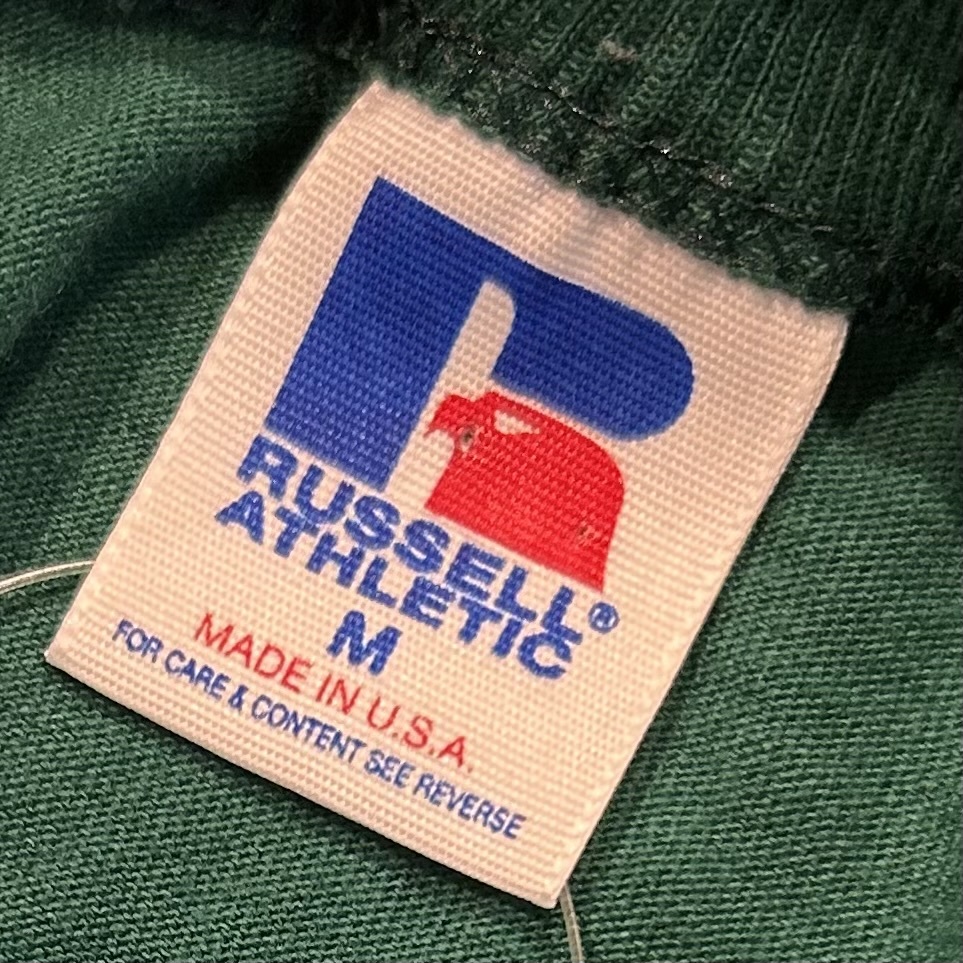 RUSSELL®
ATHLETIC
M
MADE IN U.S.A.
FOR CARE & CONTENT SEE REVERSE